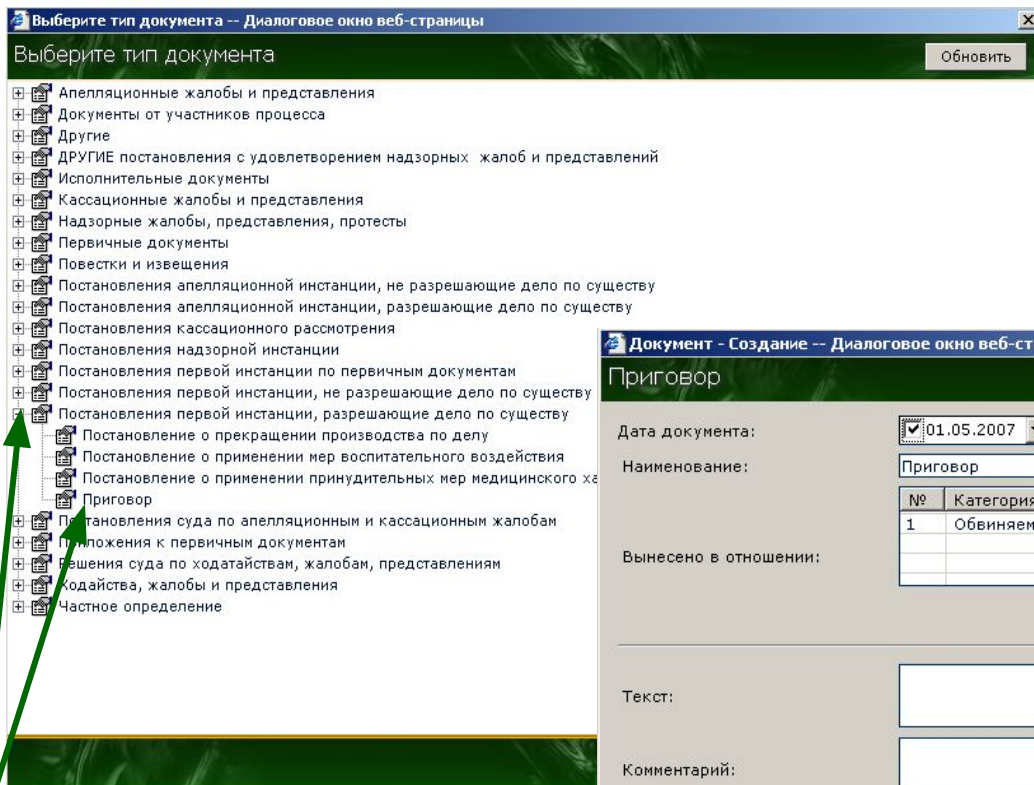 Выберите тип документа -- Диалоговое окно веб-страницы
Выберите тип документа
Обновить
Апелляционные жалобы и представления
Документы от участников процесса
Другие
ДРУГИЕ постановления с удовлетворением надзорных жалоб и представлений
Исполнительные документы
Кассационные жалобы и представления
Надзорные жалобы, представления, протесты
Первичные документы
Повестки и извещения
Постановления апелляционной инстанции, не разрешающие дело по существу
Постановления апелляционной инстанции, разрешающие дело по существу
Постановления кассационного рассмотрения
Постановления надзорной инстанции
Постановления первой инстанции по первичным документам
Постановления первой инстанции, не разрешающие дело по существу
Постановления первой инстанции, разрешающие дело по существу
Постановление о прекращении производства по делу
Постановление о применении мер воспитательного воздействия
Постановление о применении принудительных мер медицинского ха
Приговор
Постановления суда по апелляционным и кассационным жалобам
Приложения к первичным документам
Решения суда по ходатайствам, жалобам, представлениям
Ходайства, жалобы и представления
Частное определение
Документ - Создание -- Диалоговое окно веб-ст
Приговор
Дата документа: 01.05.2007
Наименование: Приговор
№ Категория
1 Обвиняем
Вынесено в отношении:
Текст:
Комментарий: